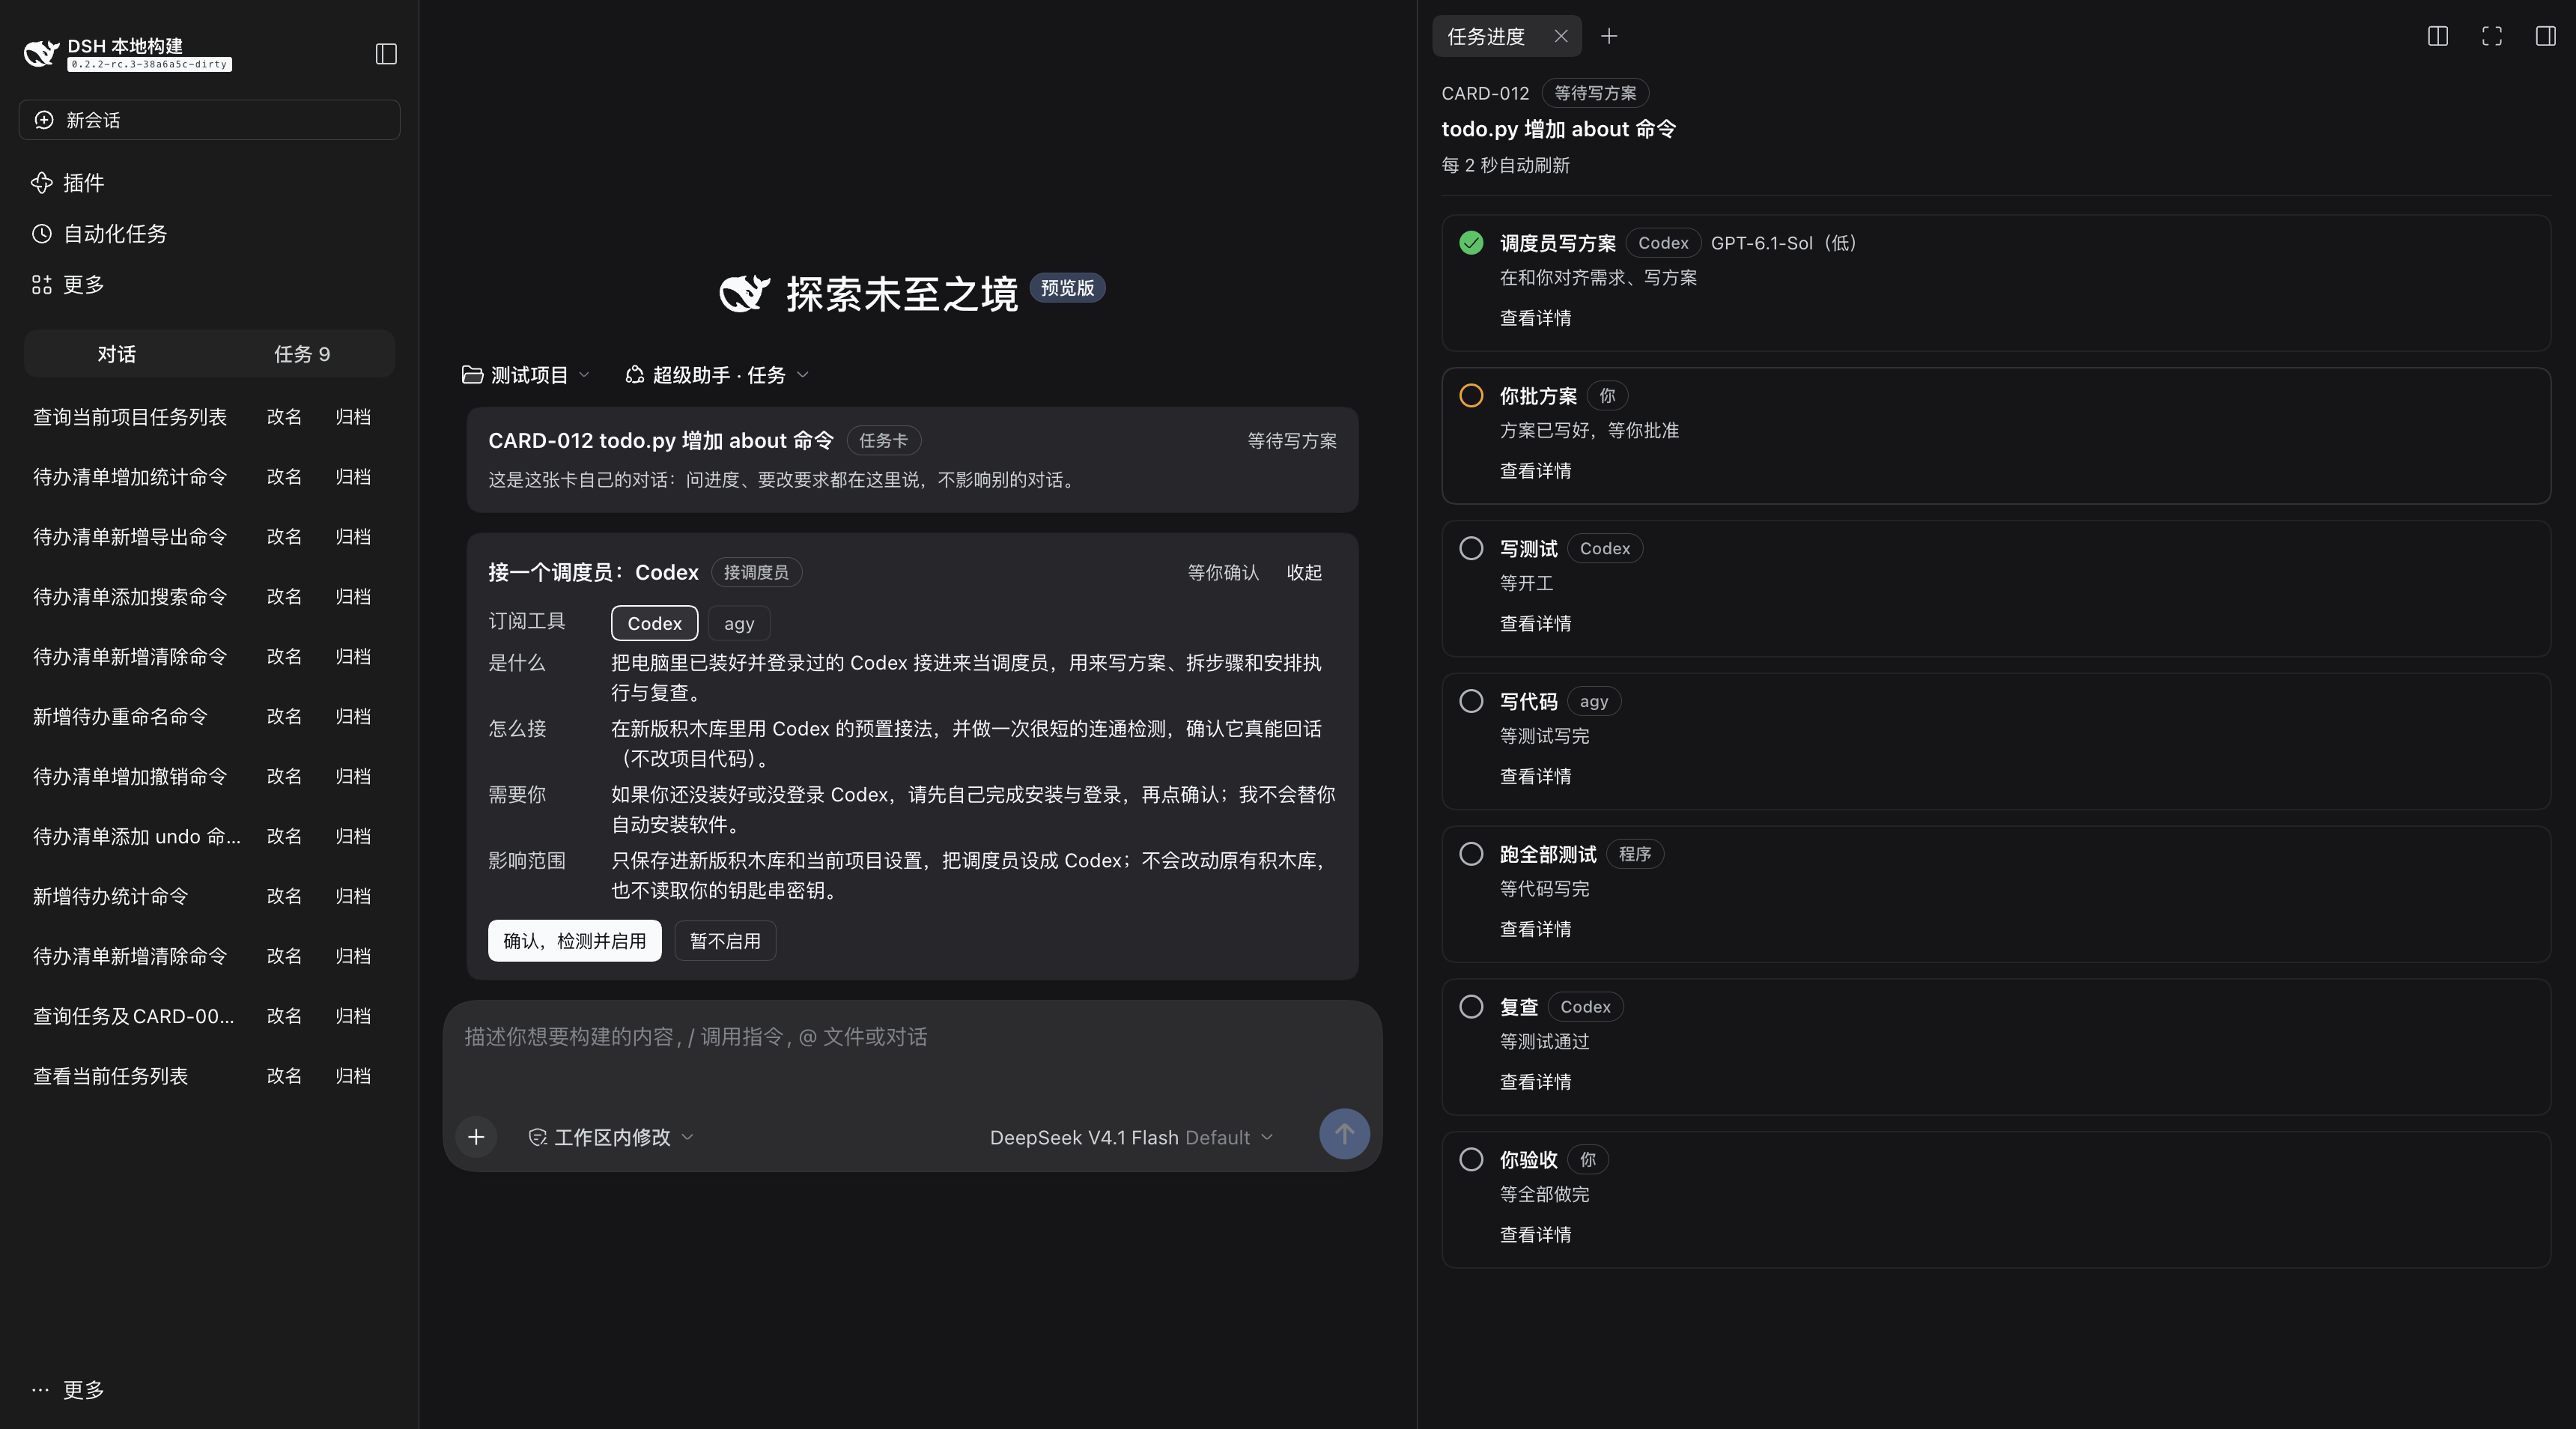 DSH 本地构建
0.2.2-rc.3-38a6a5c-dirty
新会话
插件
自动化任务
更多
对话 任务 9
查询当前项目任务列表 改名 归档
待办清单增加统计命令 改名 归档
待办清单新增导出命令 改名 归档
待办清单添加搜索命令 改名 归档
待办清单新增清除命令 改名 归档
新增待办重命名命令 改名 归档
待办清单增加撤销命令 改名 归档
待办清单添加 undo 命... 改名 归档
新增待办统计命令 改名 归档
待办清单新增清除命令 改名 归档
查询任务及 CARD-00... 改名 归档
查看当前任务列表 改名 归档
更多
探索未至之境 预览版
测试项目 超级助手 · 任务
CARD-012 todo.py 增加 about 命令 任务卡 等待写方案
这是这张卡自己的对话：问进度、要改要求都在这里说，不影响别的对话。
接一个调度员：Codex 接调度员 等你确认 收起
订阅工具 Codex agy
是什么 把电脑里已装好并登录过的 Codex 接进来当调度员，用来写方案、拆步骤和安排执
行与复查。
怎么接 在新版积木库里用 Codex 的预置接法，并做一次很短的连通检测，确认它真能回话
（不改项目代码）。
需要你 如果你还没装好或没登录 Codex，请先自己完成安装与登录，再点确认；我不会替你
自动安装软件。
影响范围 只保存进新版积木库和当前项目设置，把调度员设成 Codex；不会改动原有积木库，
也不读取你的钥匙串密钥。
确认，检测并启用 暂不启用
描述你想要构建的内容, / 调用指令, @ 文件或对话
工作区内修改 DeepSeek V4.1 Flash Default
任务进度
CARD-012 等待写方案
todo.py 增加 about 命令
每 2 秒自动刷新
调度员写方案 Codex GPT-6.1-Sol（低）
在和你对齐需求、写方案
查看详情
你批方案 你
方案已写好，等你批准
查看详情
写测试 Codex
等开工
查看详情
写代码 agy
等测试写完
查看详情
跑全部测试 程序
等代码写完
查看详情
复查 Codex
等测试通过
查看详情
你验收 你
等全部做完
查看详情